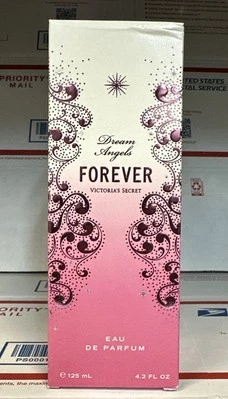 PRIORITY
MAIL
UNITED STATES
POSTAL SERVICE
Dream
Angels
FOREVER
VICTORIA'S SECRET
EAU
DE PARFUM
℮ 125 mL 4.2 FL OZ
PRIORITY
MAIL